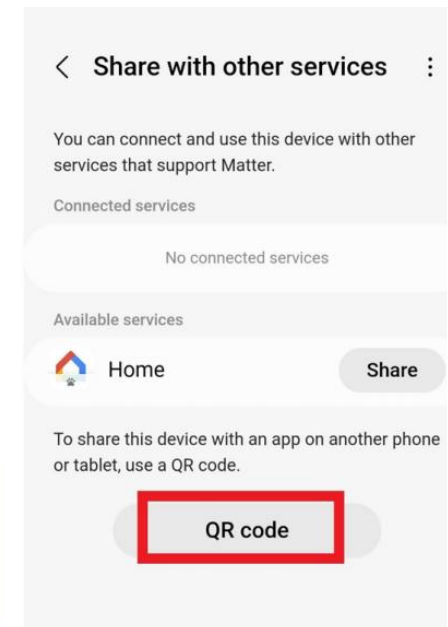 Share with other services
You can connect and use this device with other
services that support Matter.
Connected services
No connected services
Available services
Home Share
To share this device with an app on another phone
or tablet, use a QR code.
QR code